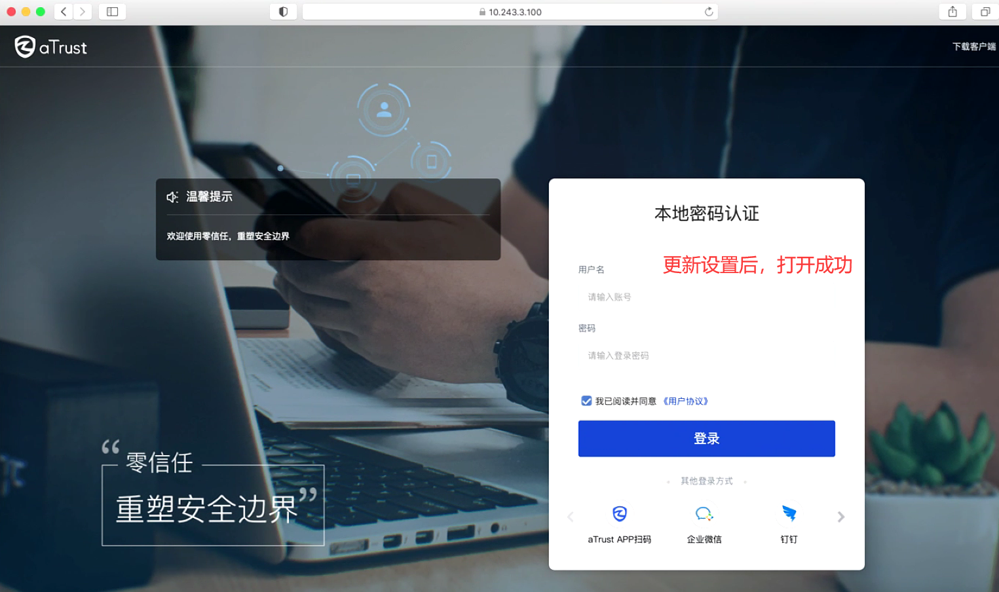 10.243.3.100
aTrust
下载客户端
温馨提示
欢迎使用零信任，重塑安全边界
本地密码认证
更新设置后，打开成功
用户名
请输入账号
密码
请输入登录密码
我已阅读并同意 《用户协议》
登录
其他登录方式
aTrust APP扫码
企业微信
钉钉
“零信任
重塑安全边界”